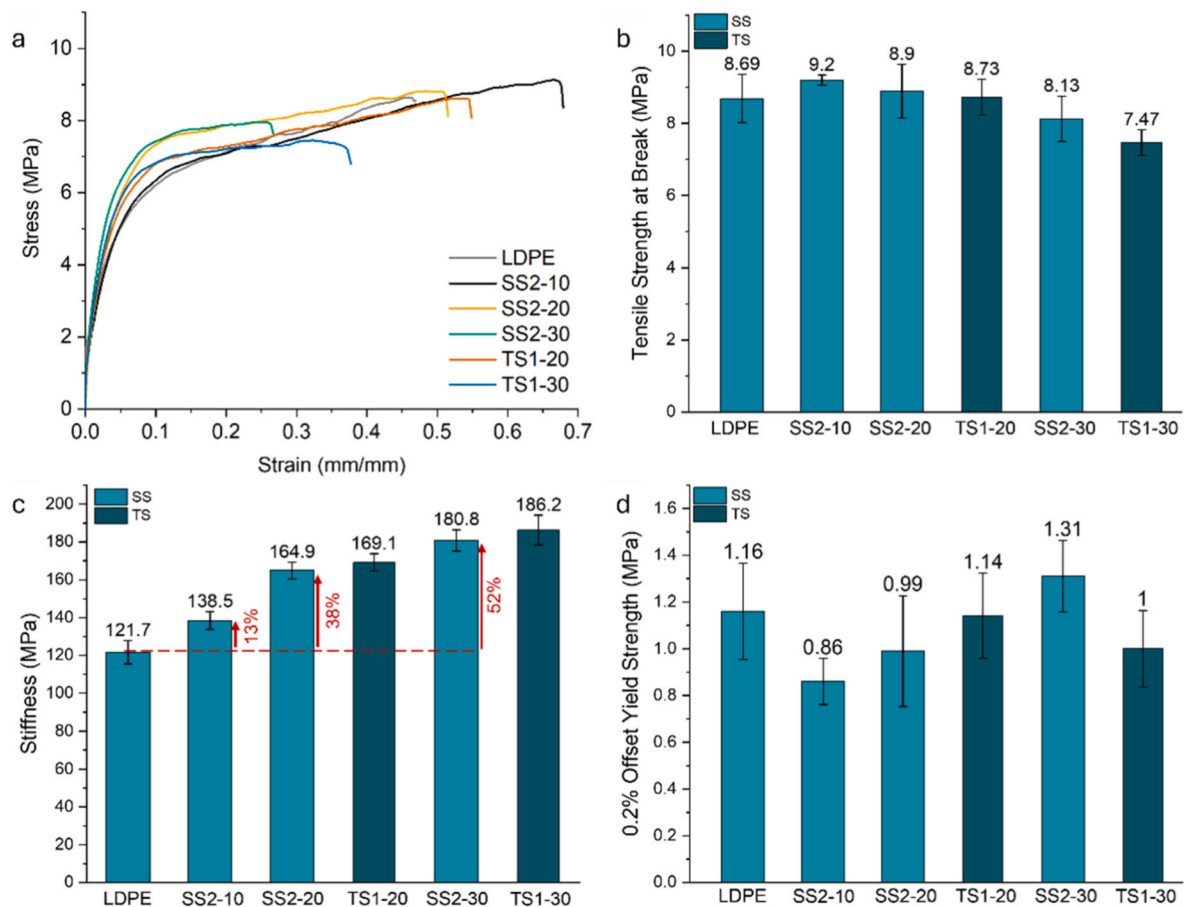 a
Stress (MPa)
10
8
6
4
2
0
LDPE
SS2-10
SS2-20
SS2-30
TS1-20
TS1-30
0.0 0.1 0.2 0.3 0.4 0.5 0.6 0.7
Strain (mm/mm)
b
SS
TS
Tensile Strength at Break (MPa)
10
8
6
4
2
0
8.69 9.2 8.9 8.73 8.13 7.47
LDPE SS2-10 SS2-20 TS1-20 SS2-30 TS1-30
c
SS
TS
Stiffness (MPa)
200
180
160
140
120
100
80
60
40
20
0
121.7 138.5 164.9 169.1 180.8 186.2
13%
38%
52%
LDPE SS2-10 SS2-20 TS1-20 SS2-30 TS1-30
d
SS
TS
0.2% Offset Yield Strength (MPa)
1.6
1.4
1.2
1.0
0.8
0.6
0.4
0.2
0.0
1.16 0.86 0.99 1.14 1.31 1
LDPE SS2-10 SS2-20 TS1-20 SS2-30 TS1-30